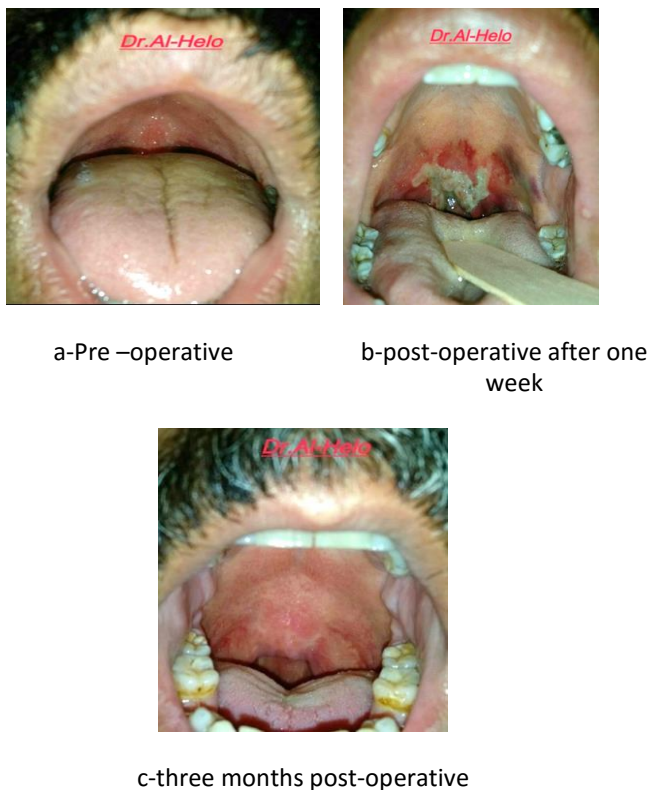 Dr.Al-Helo
Dr.Al-Helo
a-Pre –operative
b-post-operative after one
week
Dr.Al-Helo
c-three months post-operative